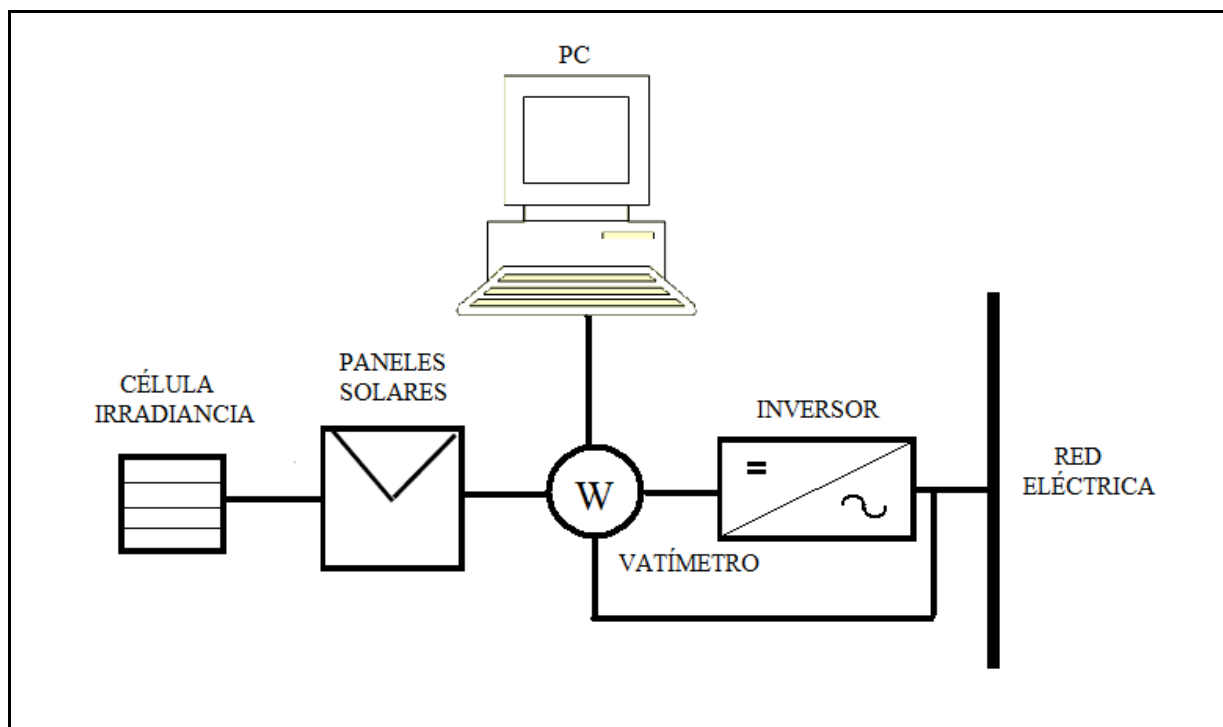 PC
PANELES
SOLARES
CÉLULA
IRRADIANCIA
INVERSOR
=
RED
ELÉCTRICA
W
VATÍMETRO